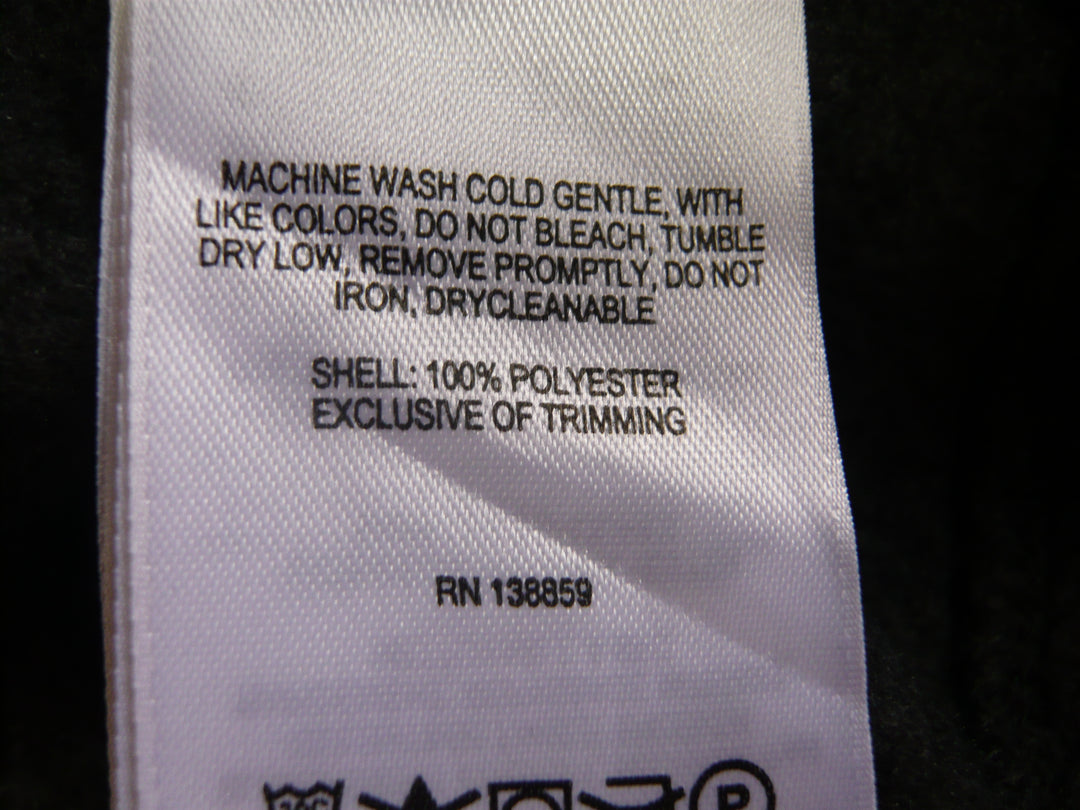 MACHINE WASH COLD GENTLE, WITH
LIKE COLORS, DO NOT BLEACH, TUMBLE
DRY LOW, REMOVE PROMPTLY, DO NOT
IRON, DRYCLEANABLE
SHELL: 100% POLYESTER
EXCLUSIVE OF TRIMMING
RN 138859
P